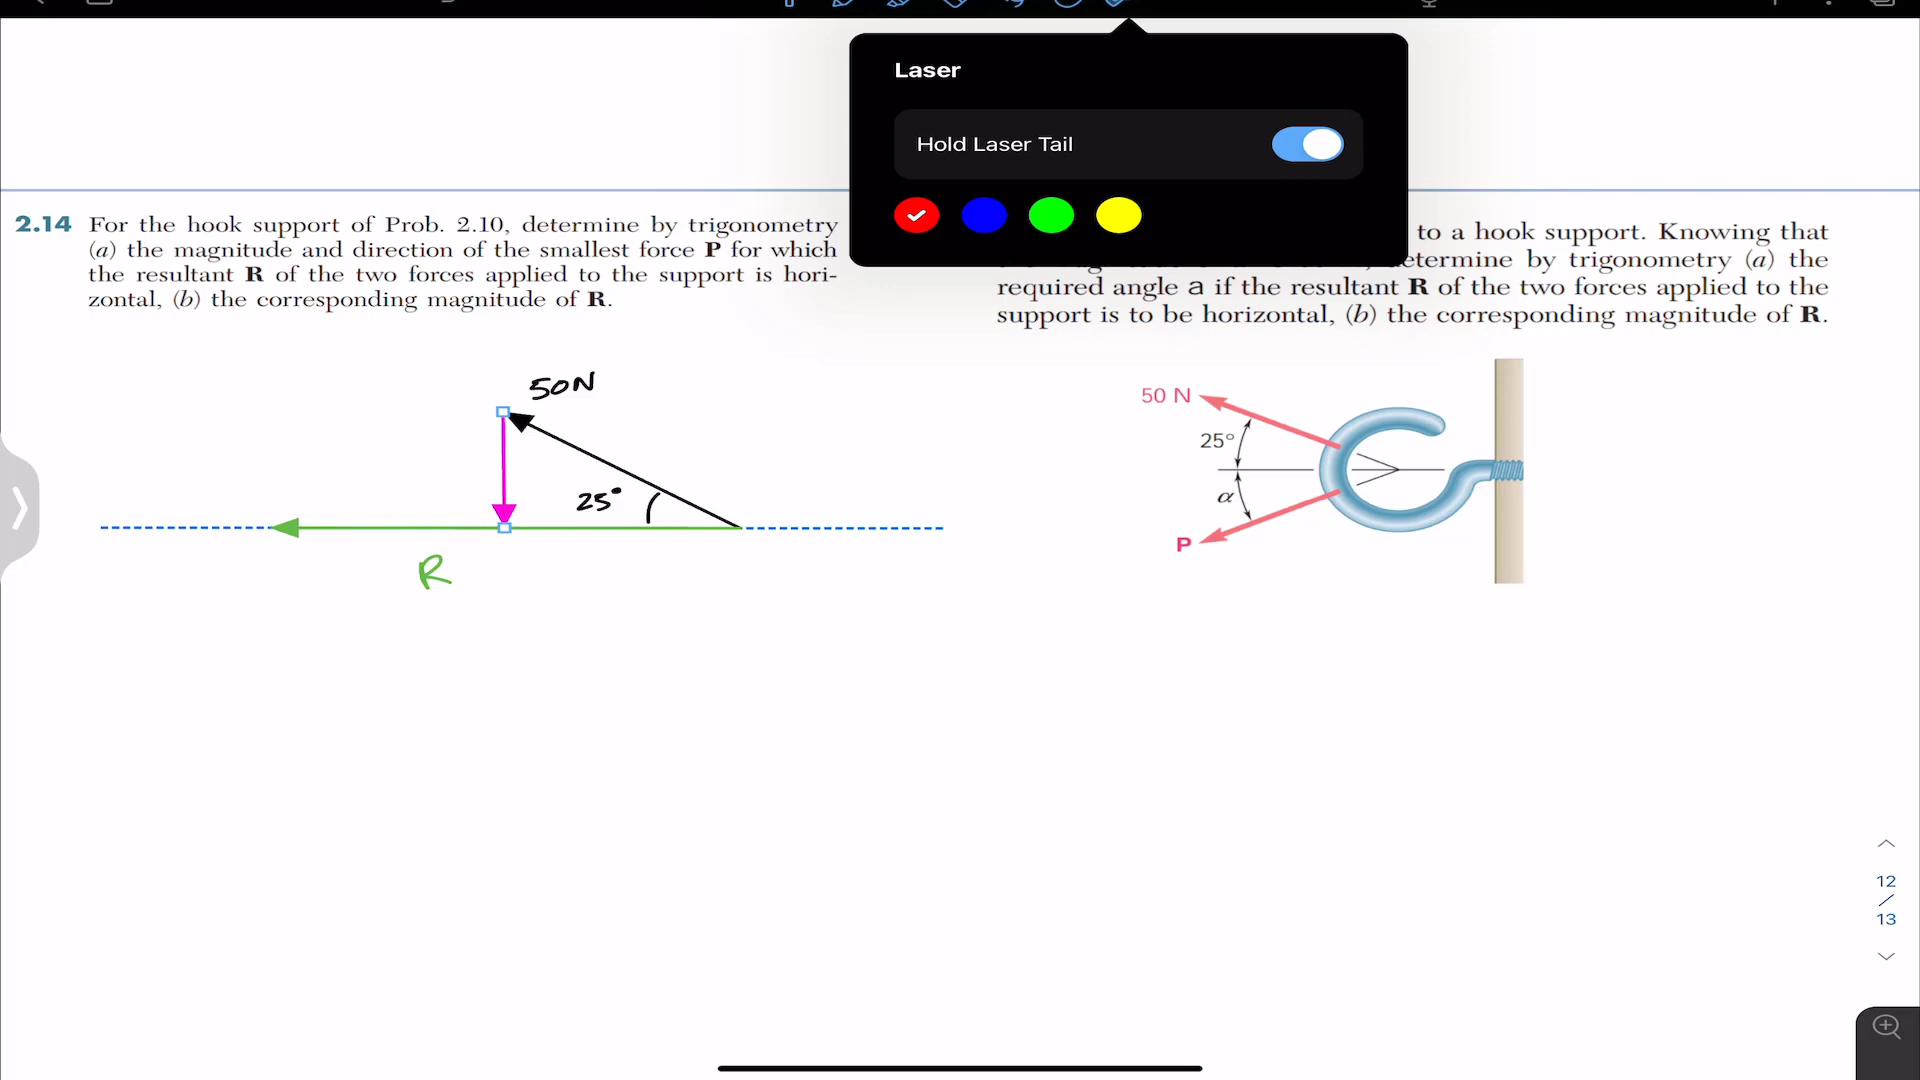 Laser
Hold Laser Tail
2.14 For the hook support of Prob. 2.10, determine by trigonometry
(a) the magnitude and direction of the smallest force P for which
the resultant R of the two forces applied to the support is hori-
zontal, (b) the corresponding magnitude of R.
to a hook support. Knowing that
determine by trigonometry (a) the
required angle a if the resultant R of the two forces applied to the
support is to be horizontal, (b) the corresponding magnitude of R.
50N
25°
R
50 N
25°
α
P
12
/
13